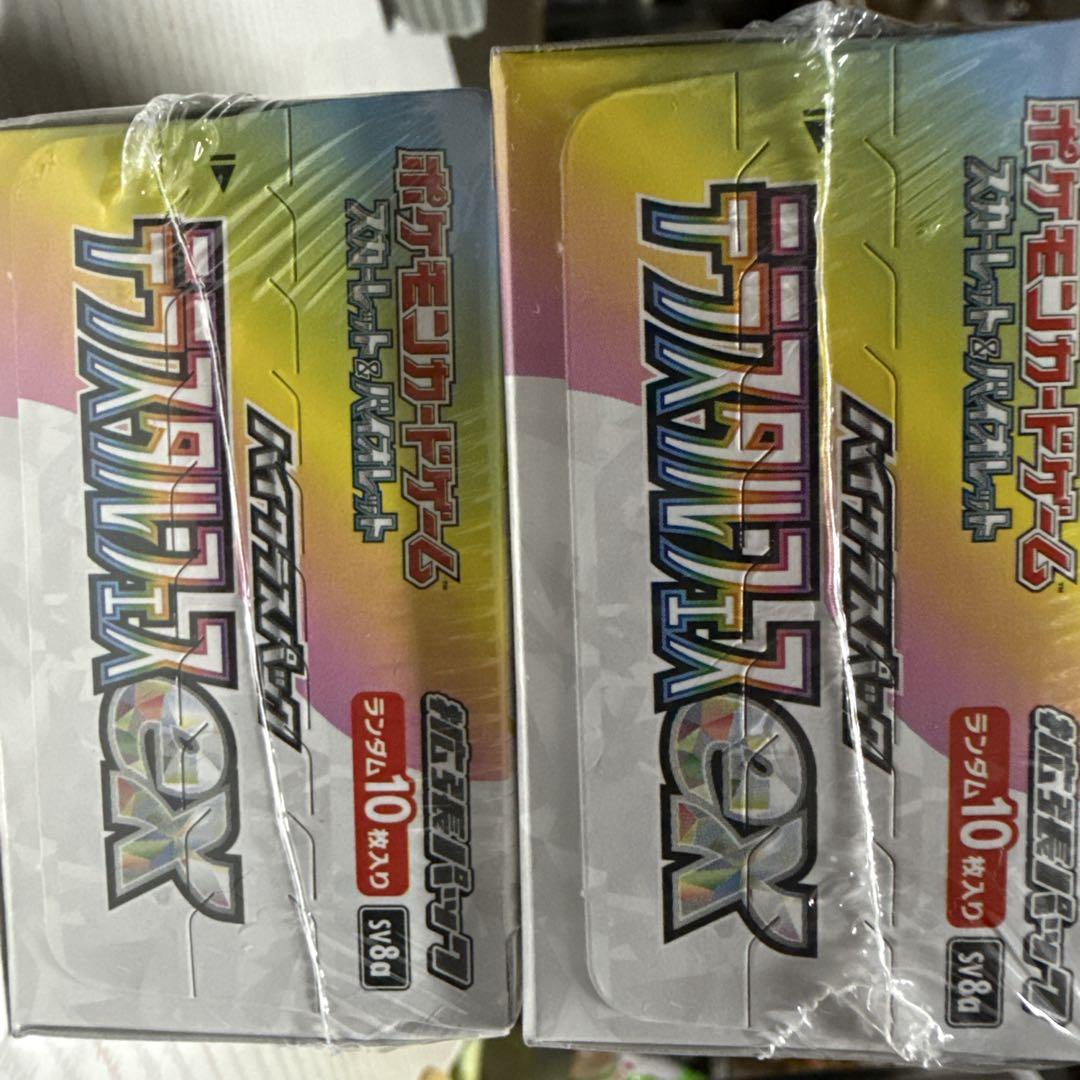 ポケモンカードゲーム
スカーレット&バイオレット
ハイクラスパック
テラスタルフェスex
拡張パック
ランダム10枚入り
sv8a
ポケモンカードゲーム™
スカーレット&バイオレット
ハイクラスパック
テラスタルフェスex
拡張パック
ランダム10枚入り
sv8a